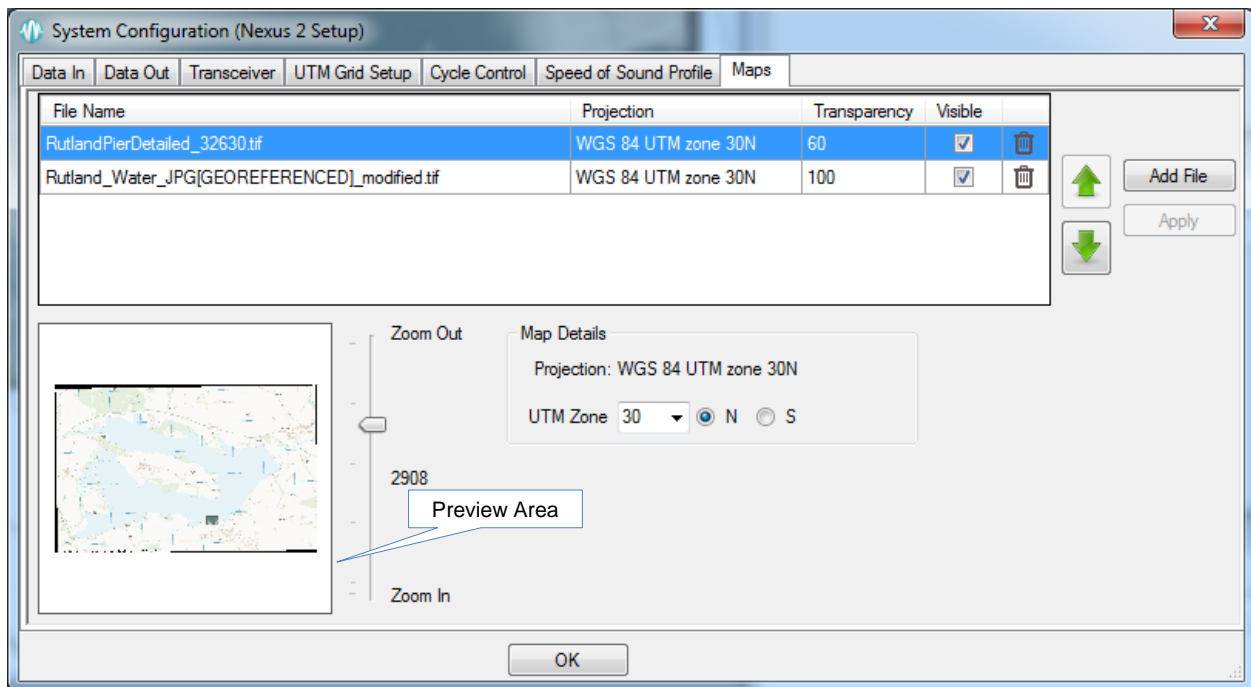 System Configuration (Nexus 2 Setup)
Data In Data Out Transceiver UTM Grid Setup Cycle Control Speed of Sound Profile Maps
File Name Projection Transparency Visible
RutlandPierDetailed_32630.tif WGS 84 UTM zone 30N 60
Rutland_Water_JPG[GEOREFERENCED]_modified.tif WGS 84 UTM zone 30N 100
Add File
Apply
Zoom Out
Map Details
Projection: WGS 84 UTM zone 30N
UTM Zone 30 N S
2908
Preview Area
Zoom In
OK